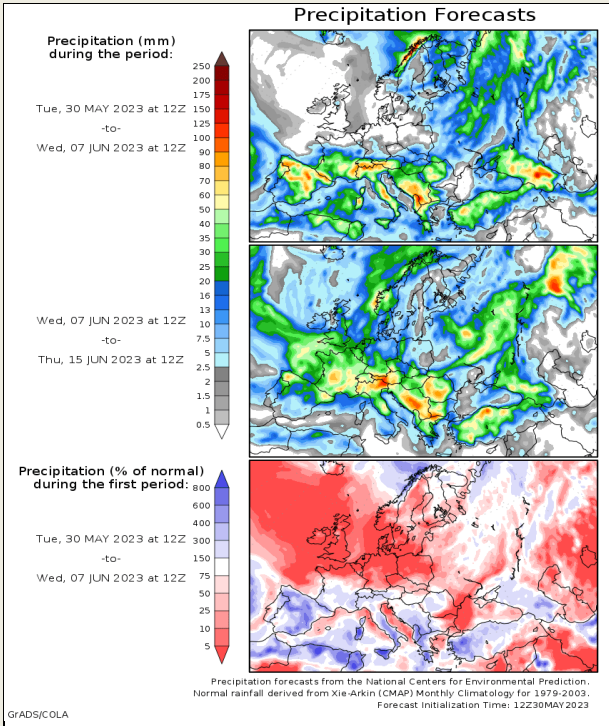 Precipitation Forecasts
Precipitation (mm)
during the period:
Tue, 30 MAY 2023 at 12Z
-to-
Wed, 07 JUN 2023 at 12Z
250
200
175
150
125
100
90
80
70
60
50
40
35
30
25
20
16
13
10
7.5
5
2.5
2
1.5
1
0.5
Wed, 07 JUN 2023 at 12Z
-to-
Thu, 15 JUN 2023 at 12Z
Precipitation (% of normal)
during the first period:
Tue, 30 MAY 2023 at 12Z
-to-
Wed, 07 JUN 2023 at 12Z
800
600
400
300
150
75
50
25
10
5
Precipitation forecasts from the National Centers for Environmental Prediction.
Normal rainfall derived from Xie-Arkin (CMAP) Monthly Climatology for 1979-2003.
Forecast Initialization Time: 12Z30MAY2023
GrADS/COLA